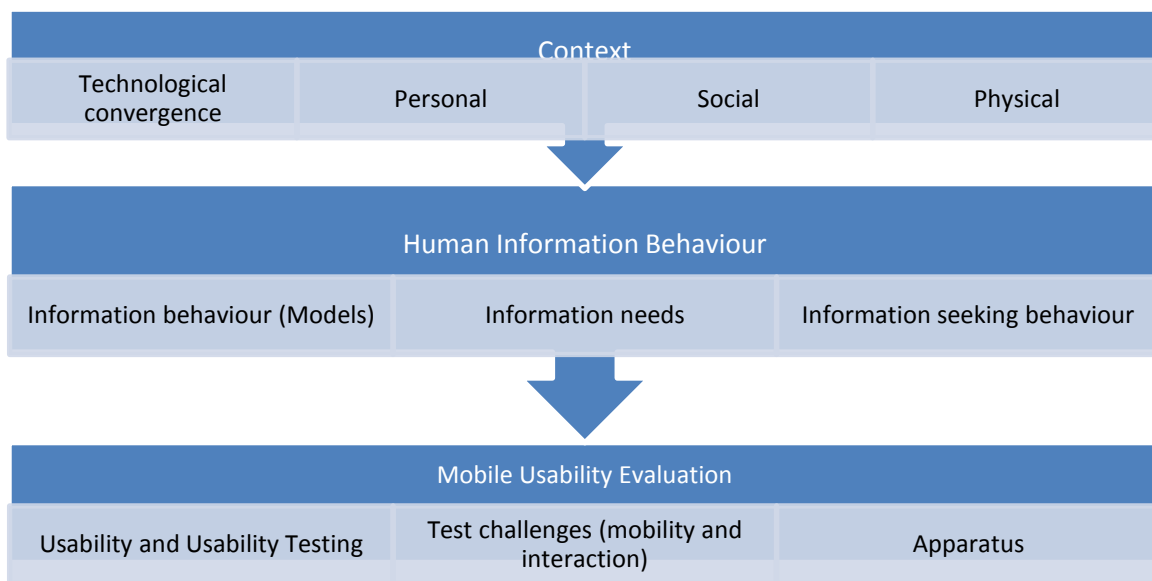 Context
Technological
convergence
Personal
Social
Physical
Human Information Behaviour
Information behaviour (Models)
Information needs
Information seeking behaviour
Mobile Usability Evaluation
Usability and Usability Testing
Test challenges (mobility and
interaction)
Apparatus